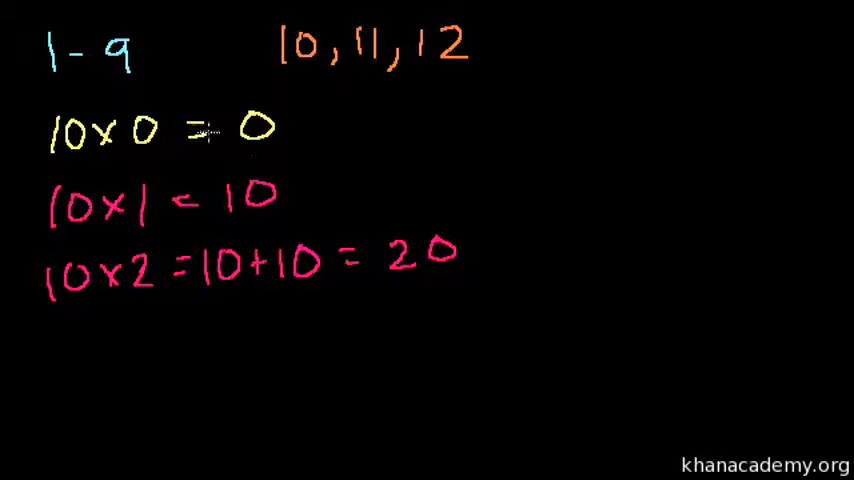 1-9 10, 11, 12
10x0 = 0
10x1 = 10
10x2 = 10+10 = 20
khanacademy.org